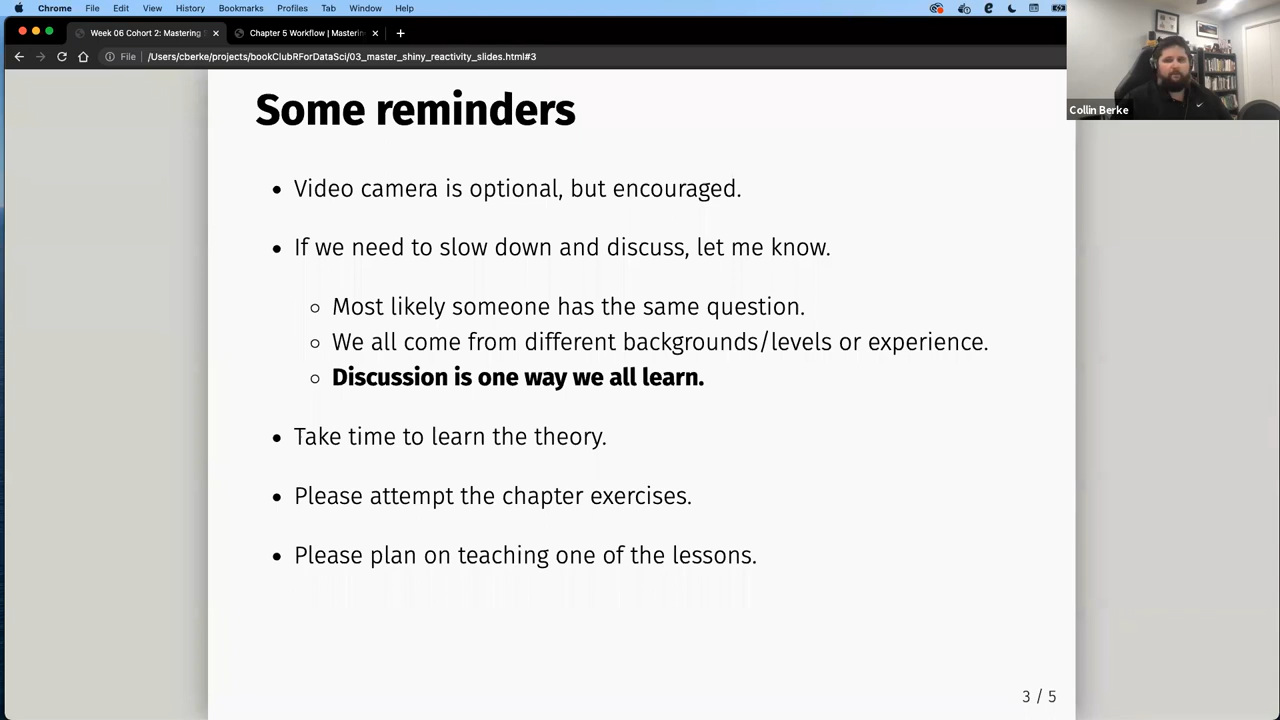 Chrome File Edit View History Bookmarks Profiles Tab Window Help
Week 06 Cohort 2: Mastering
Chapter 5 Workflow | Masterin
File /Users/cberke/projects/bookClubRForDataSci/03_master_shiny_reactivity_slides.html#3
Collin Berke
Some reminders
• Video camera is optional, but encouraged.
• If we need to slow down and discuss, let me know.
○ Most likely someone has the same question.
○ We all come from different backgrounds/levels or experience.
○ Discussion is one way we all learn.
• Take time to learn the theory.
• Please attempt the chapter exercises.
• Please plan on teaching one of the lessons.
3 / 5